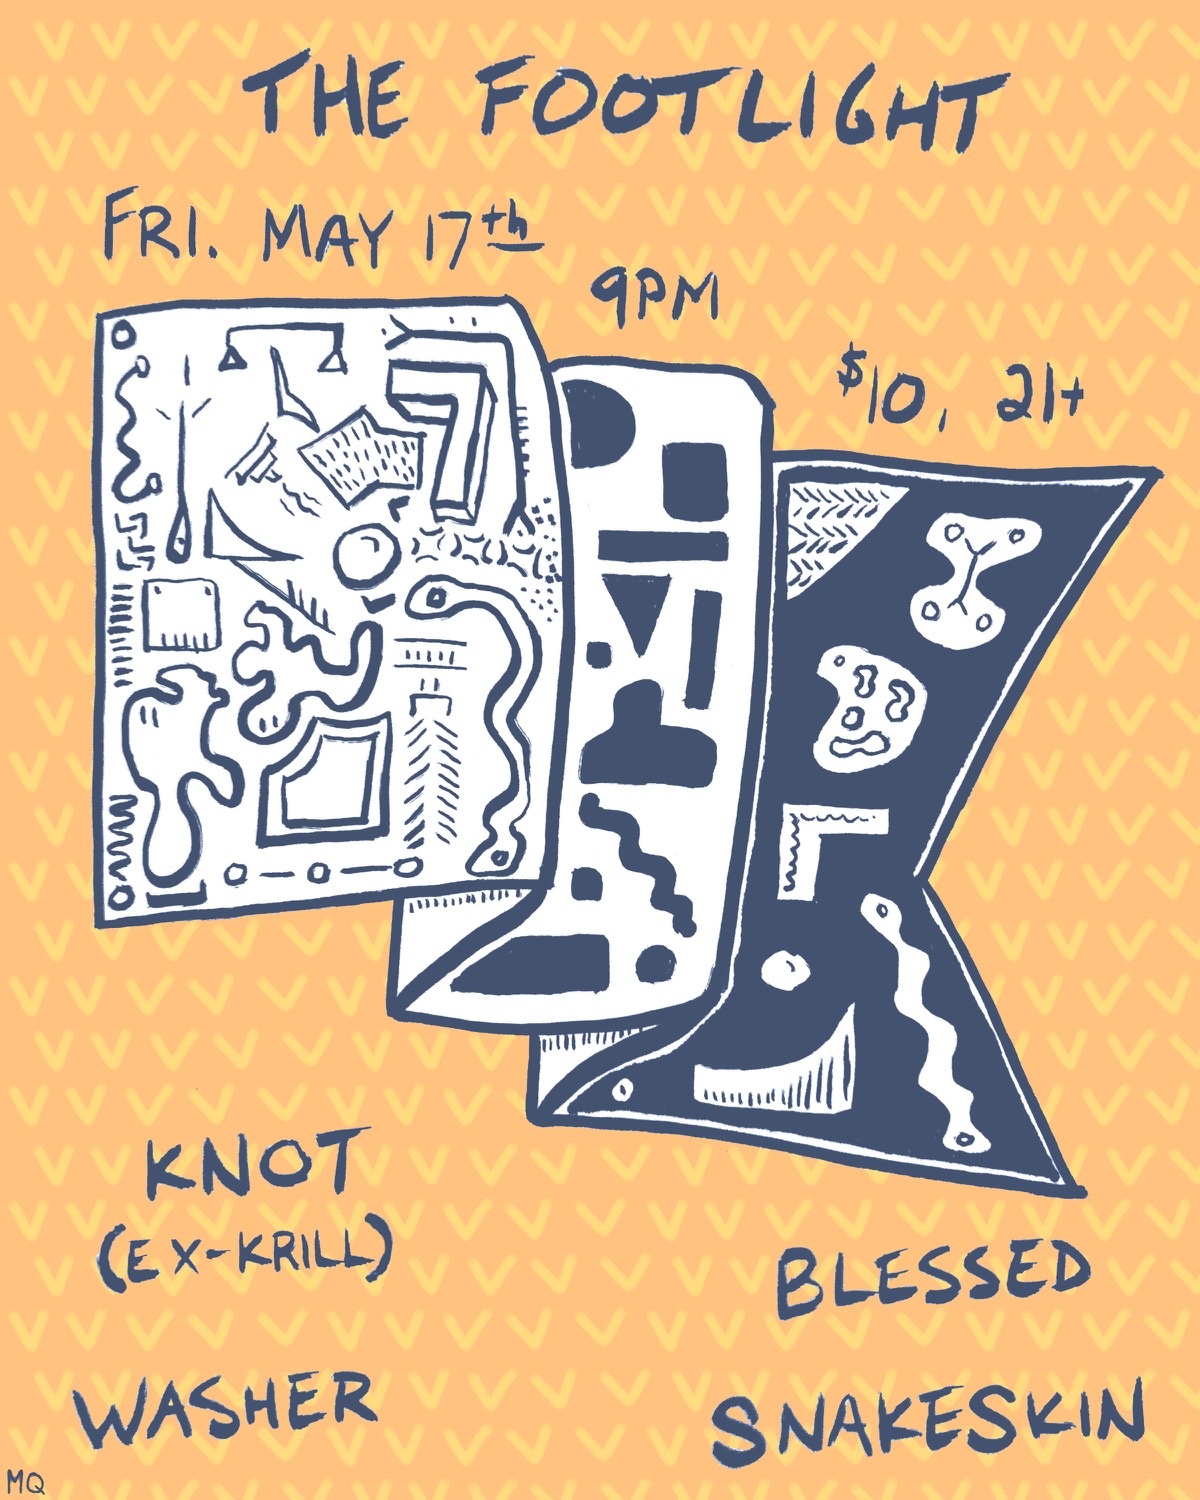 THE FOOTLIGHT
FRI. MAY 17th
9PM
$10, 21+
KNOT
(EX-KRILL)
BLESSED
WASHER
SNAKESKIN
MQ